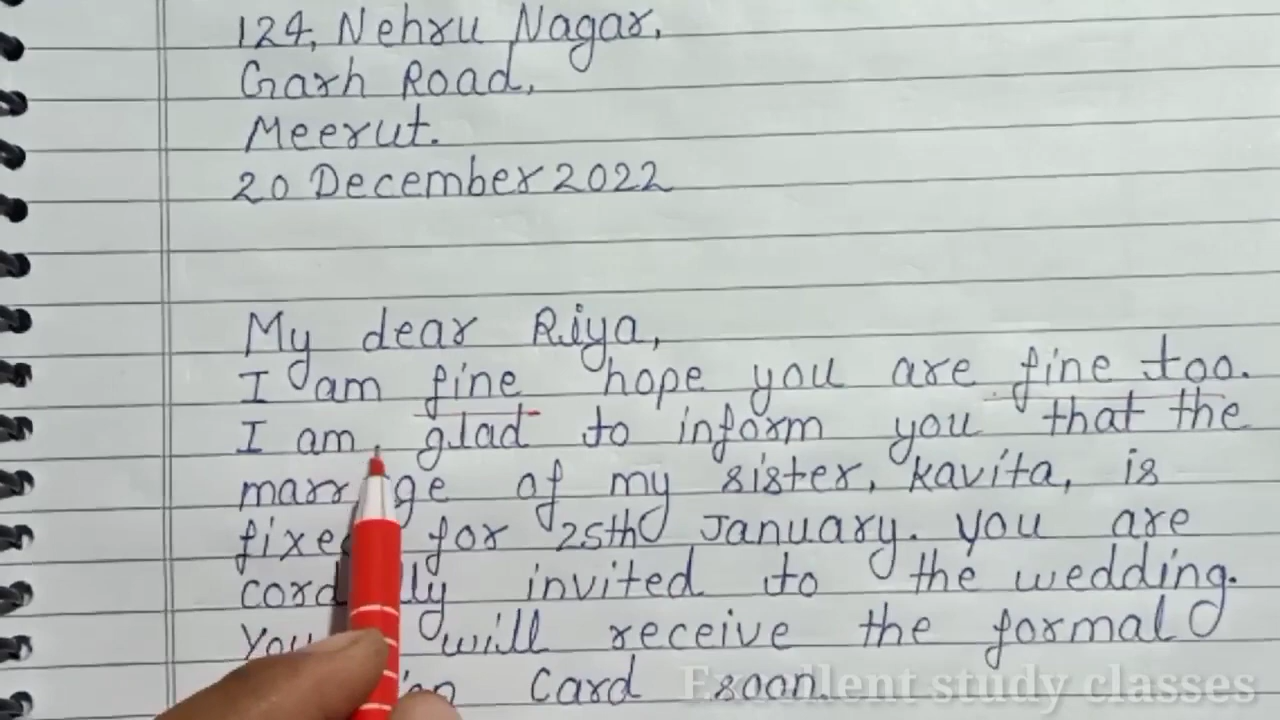 124, Nehru Nagar,
Garh Road,
Meerut.
20 December 2022
My dear Riya,
I am fine hope you are fine too.
I am glad to inform you that the
of my sister, Kavita, is
for 25th January. You are
invited to the wedding.
will receive the formal
card soon.
Excellent study classes